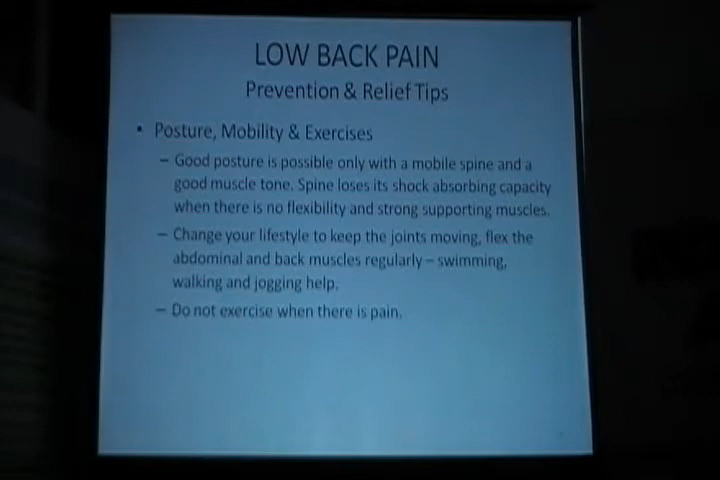 LOW BACK PAIN
Prevention & Relief Tips
• Posture, Mobility & Exercises
– Good posture is possible only with a mobile spine and a
good muscle tone. Spine loses its shock absorbing capacity
when there is no flexibility and strong supporting muscles.
– Change your lifestyle to keep the joints moving, flex the
abdominal and back muscles regularly – swimming,
walking and jogging help.
– Do not exercise when there is pain.